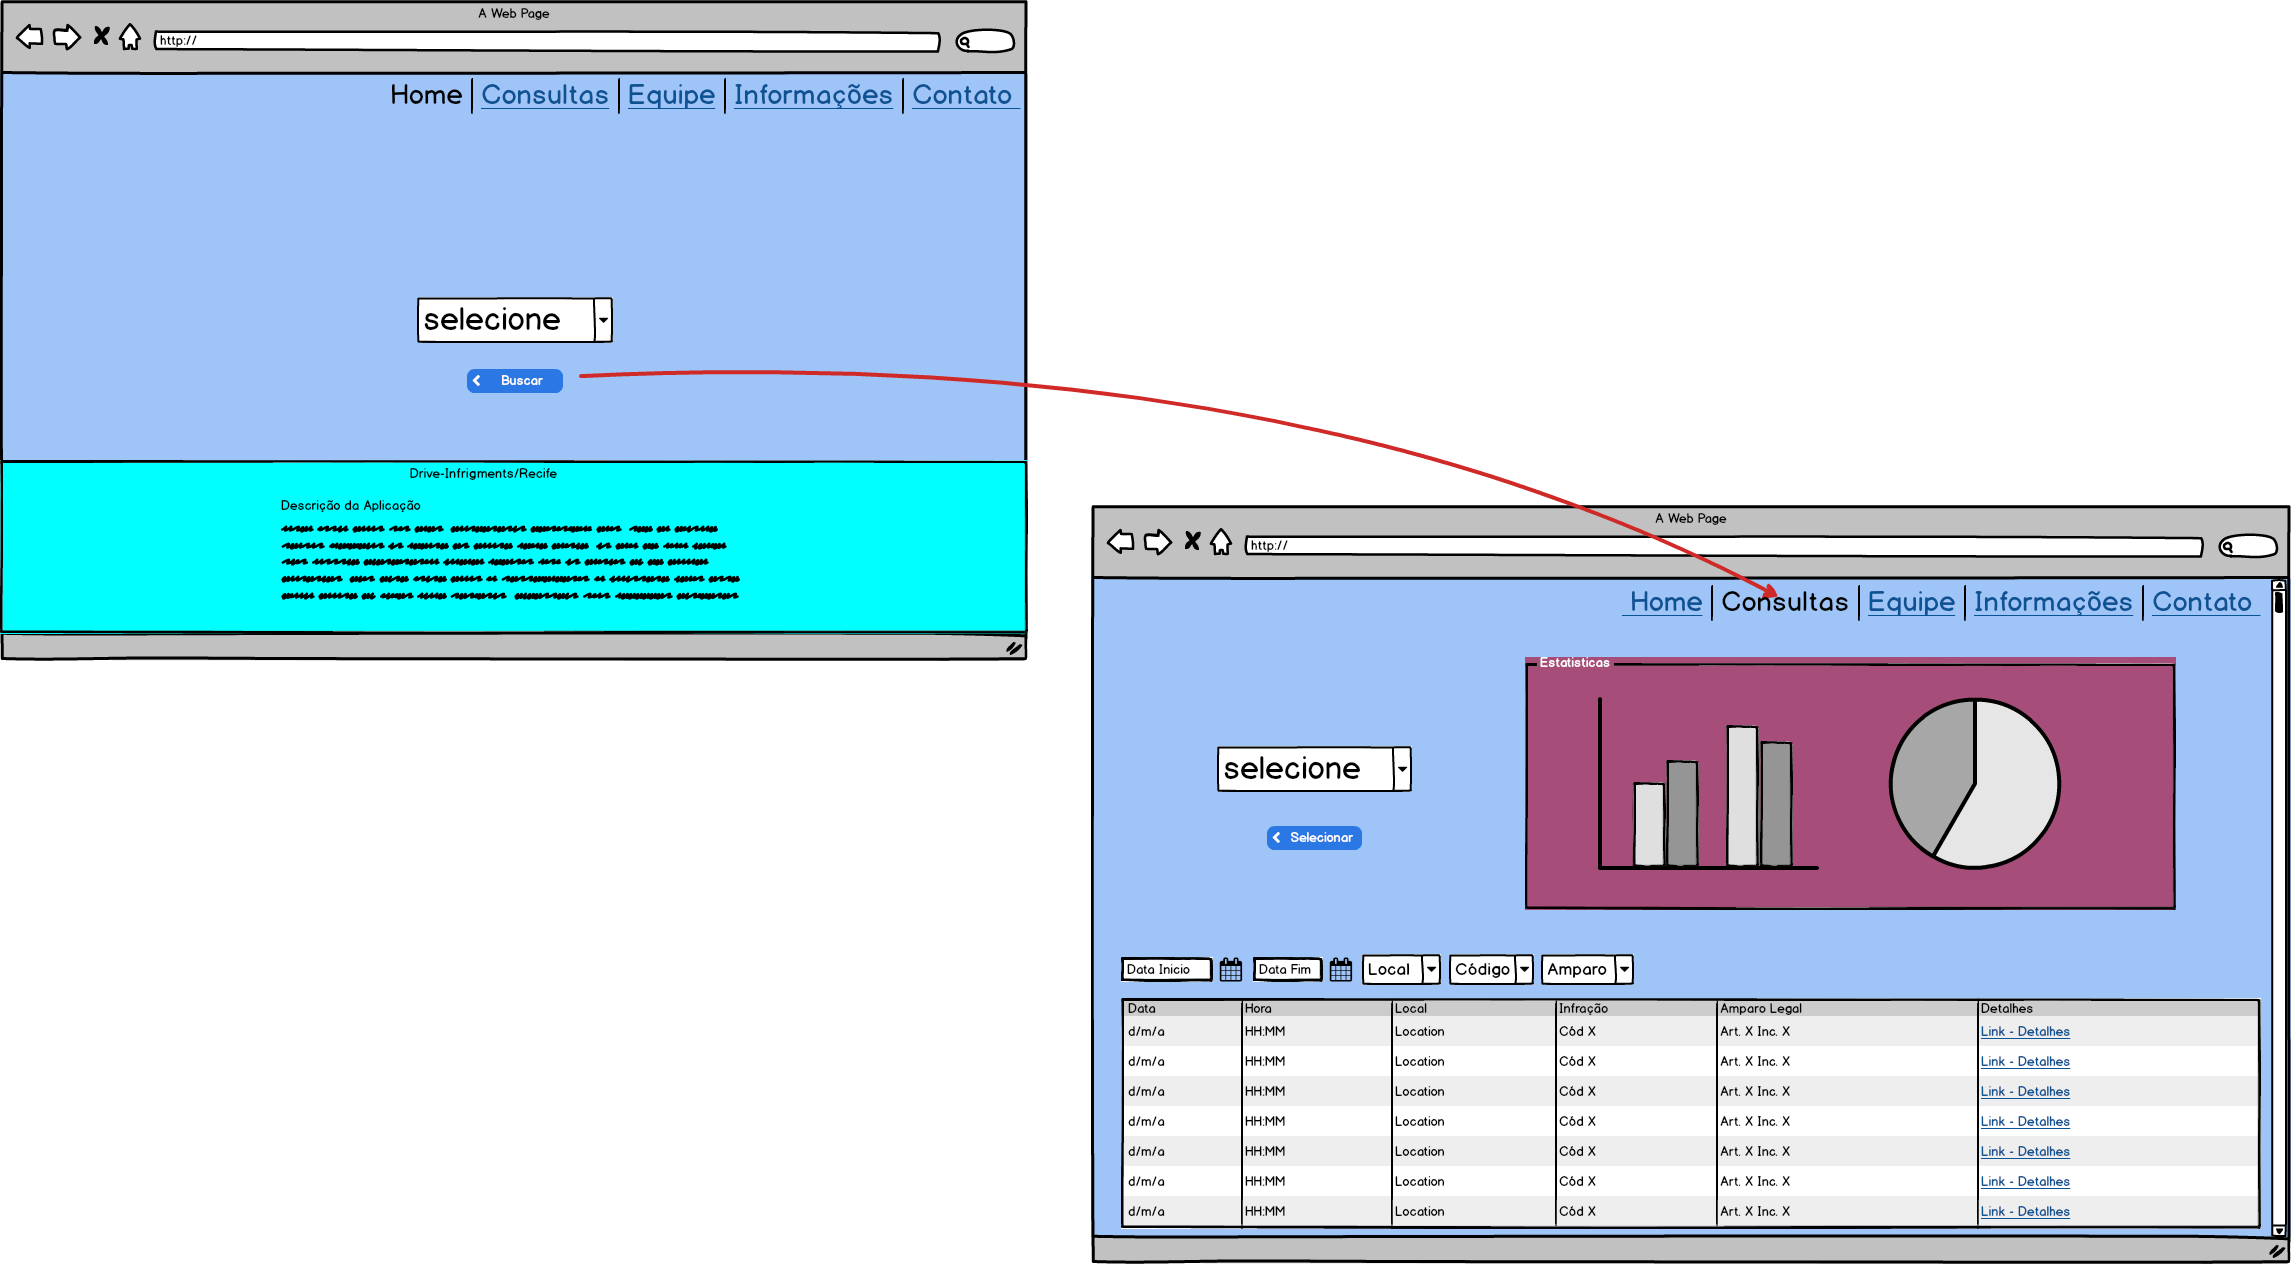 A Web Page
http://
Home Consultas Equipe Informações Contato
selecione
Buscar
Drive-Infrigments/Recife
Descrição da Aplicação
A Web Page
http://
Home Consultas Equipe Informações Contato
Estatisticas
selecione
Selecionar
Data Inicio Data Fim Local Código Amparo
Data Hora Local Infração Amparo Legal Detalhes
d/m/a HH:MM Location Cód X Art. X Inc. X Link - Detalhes
d/m/a HH:MM Location Cód X Art. X Inc. X Link - Detalhes
d/m/a HH:MM Location Cód X Art. X Inc. X Link - Detalhes
d/m/a HH:MM Location Cód X Art. X Inc. X Link - Detalhes
d/m/a HH:MM Location Cód X Art. X Inc. X Link - Detalhes
d/m/a HH:MM Location Cód X Art. X Inc. X Link - Detalhes
d/m/a HH:MM Location Cód X Art. X Inc. X Link - Detalhes